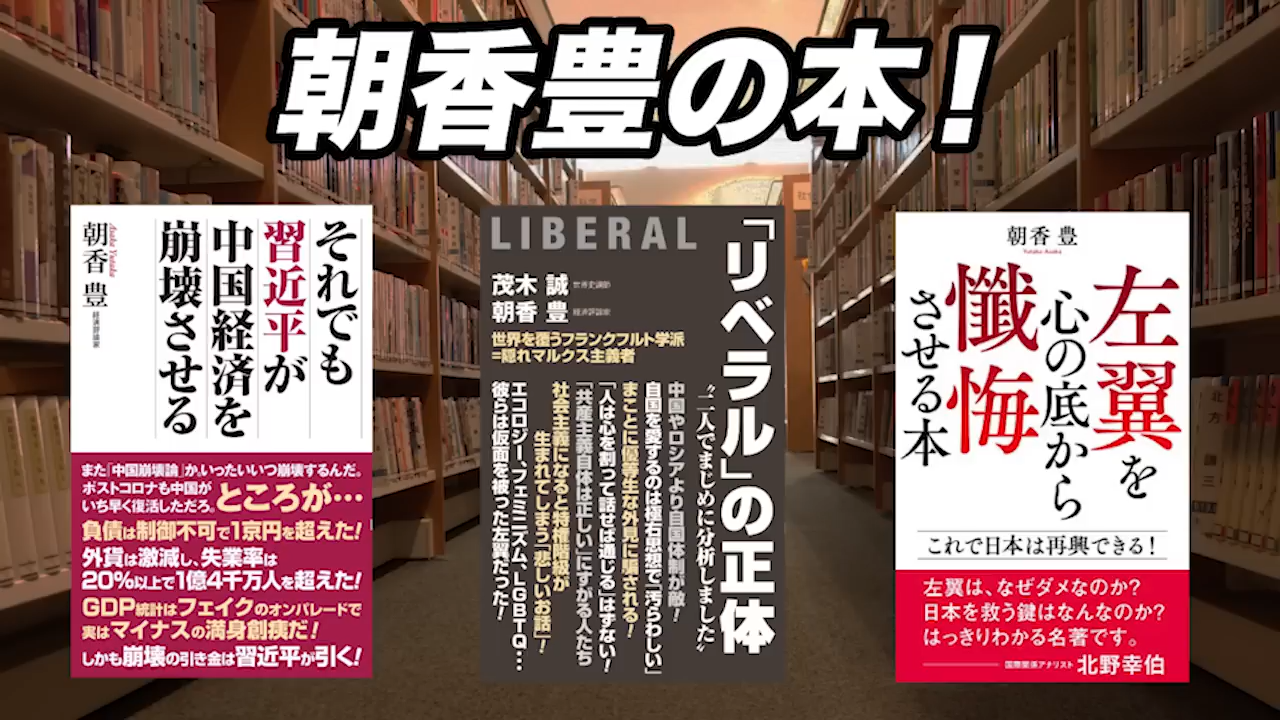 朝香豊の本！
それでも
習近平が
中国経済を
崩壊させる
Asaka Yutaka
朝香 豊
経済評論家
また「中国崩壊論」か。いったいいつ崩壊するんだ。
ポストコロナも中国が
いち早く復活しただろ。
ところが…
負債は制御不可で1京円を超えた！
外貨は激減し、失業率は
20%以上で1億4千万人を超えた！
GDP統計はフェイクのオンパレードで
実はマイナスの満身創痍だ！
しかも崩壊の引き金は習近平が引く！
LIBERAL
「リベラル」の正体
茂木 誠 世界史講師
朝香 豊 経済評論家
世界を覆うフランクフルト学派
=隠れマルクス主義者
〝二人でまじめに分析しました〟
中国やロシアより自国体制が敵！
自国を愛するのは極右思想で「汚らわしい」
まことに優等生な外見に騙される！
「人は心を割って話せば通じる」はずない！
「共産主義自体は正しい」にすがる人たち
社会主義になると特権階級が
生まれてしまう「悲しいお話」！
エコロジー、フェミニズム、LGBTQ…
彼らは仮面を被った左翼だった！
朝香 豊
Yutaka Asaka
左翼を
心の底から
懺悔
させる本
これで日本は再興できる！
左翼は、なぜダメなのか？
日本を救う鍵はなんなのか？
はっきりわかる名著です。
国際関係アナリスト 北野幸伯